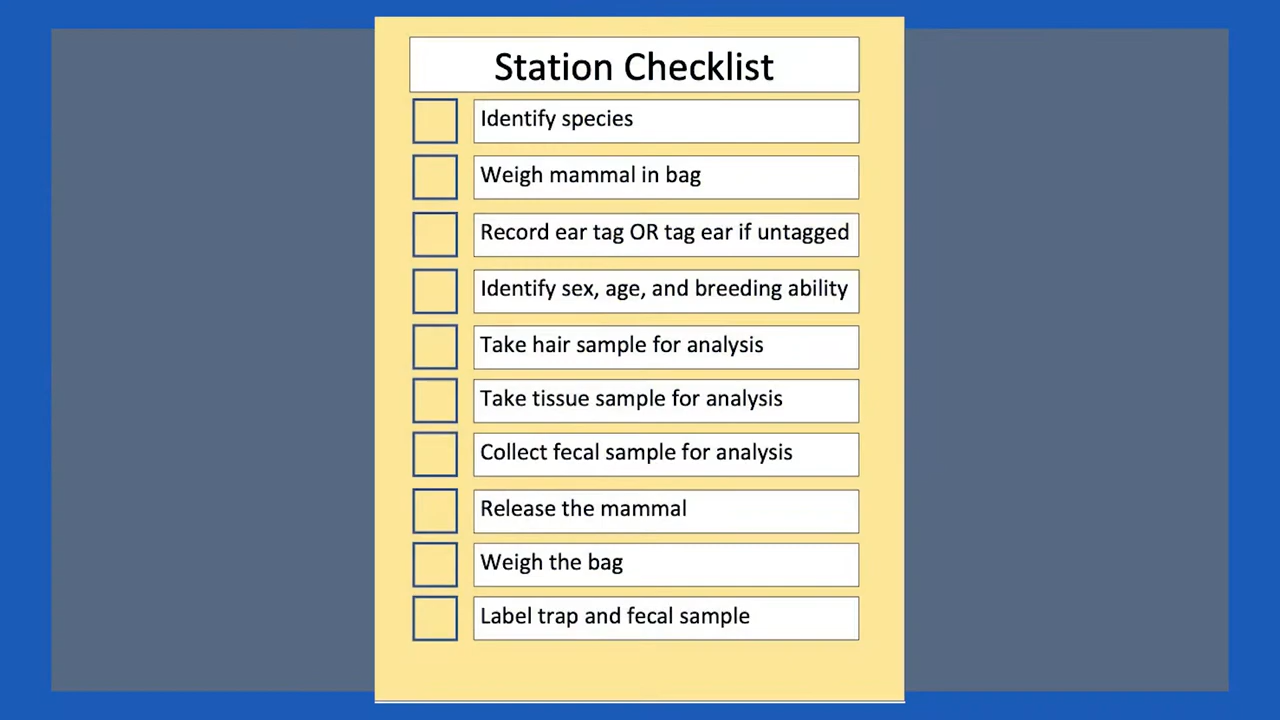 Station Checklist
Identify species
Weigh mammal in bag
Record ear tag OR tag ear if untagged
Identify sex, age, and breeding ability
Take hair sample for analysis
Take tissue sample for analysis
Collect fecal sample for analysis
Release the mammal
Weigh the bag
Label trap and fecal sample